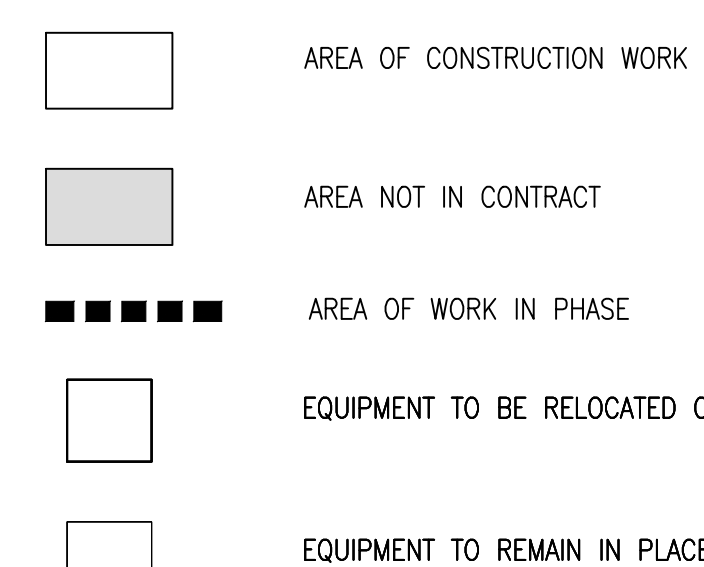 AREA OF CONSTRUCTION WORK
AREA NOT IN CONTRACT
AREA OF WORK IN PHASE
EQUIPMENT TO BE RELOCATED
EQUIPMENT TO REMAIN IN PLACE